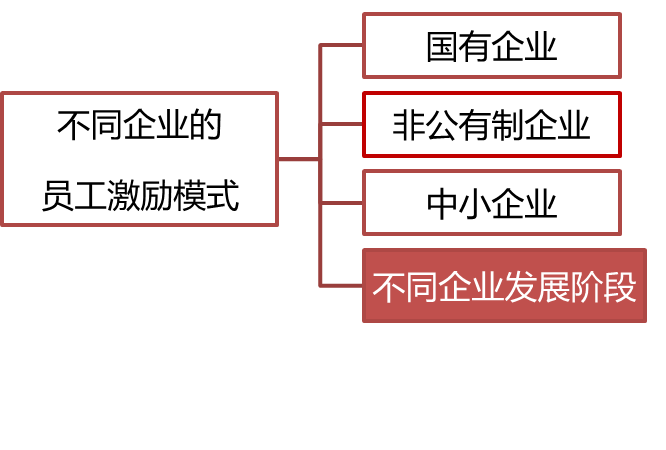 不同企业的
员工激励模式
国有企业
非公有制企业
中小企业
不同企业发展阶段